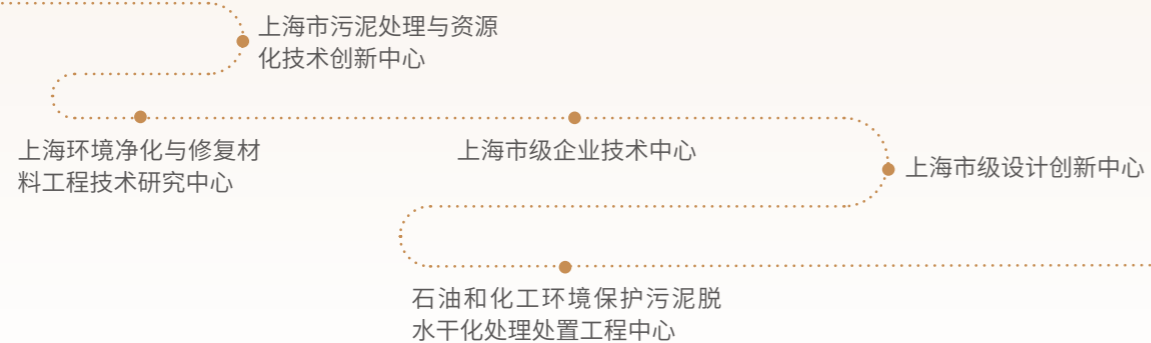 上海市污泥处理与资源
化技术创新中心
上海环境净化与修复材
料工程技术研究中心
上海市级企业技术中心
上海市级设计创新中心
石油和化工环境保护污泥脱
水干化处理处置工程中心